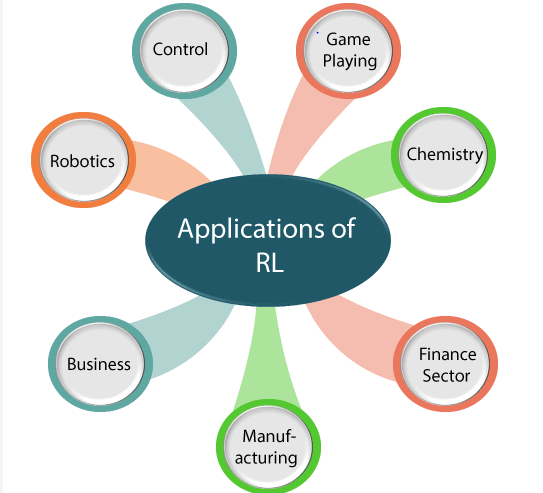 Control
Game
Playing
Robotics
Chemistry
Applications of
RL
Business
Finance
Sector
Manuf-
acturing